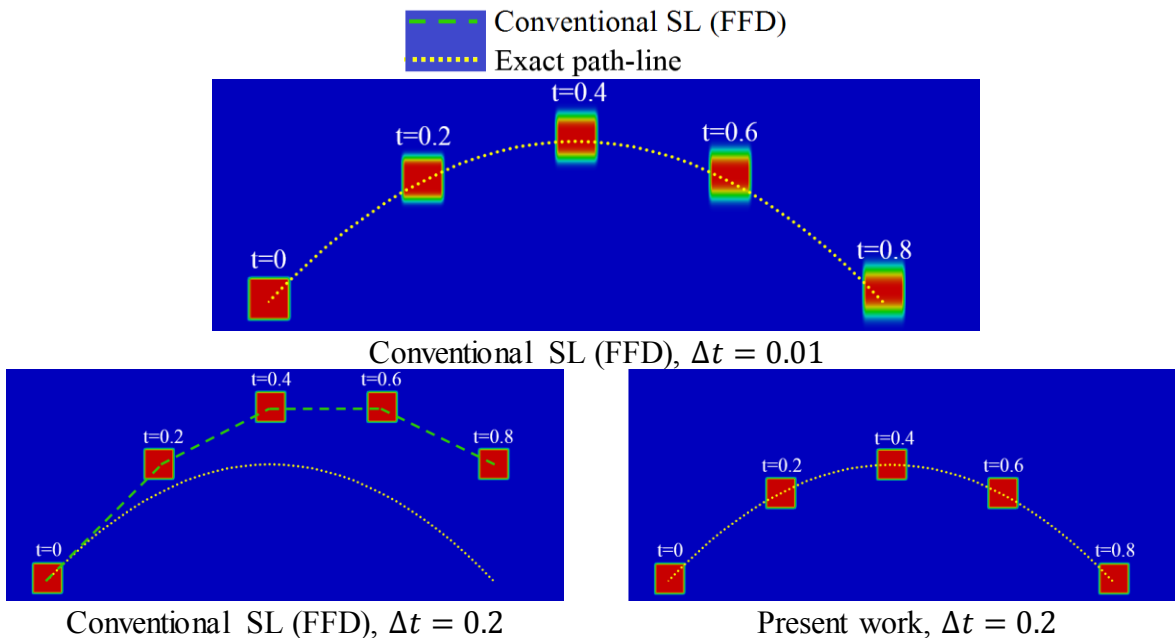 Conventional SL (FFD)
Exact path-line
t=0.4
t=0.2
t=0.6
t=0
t=0.8
Conventional SL (FFD), Δ𝑡 = 0.01
t=0.4
t=0.6
t=0.2
t=0.8
t=0
Conventional SL (FFD), Δ𝑡 = 0.2
t=0.4
t=0.2
t=0.6
t=0
t=0.8
Present work, Δ𝑡 = 0.2